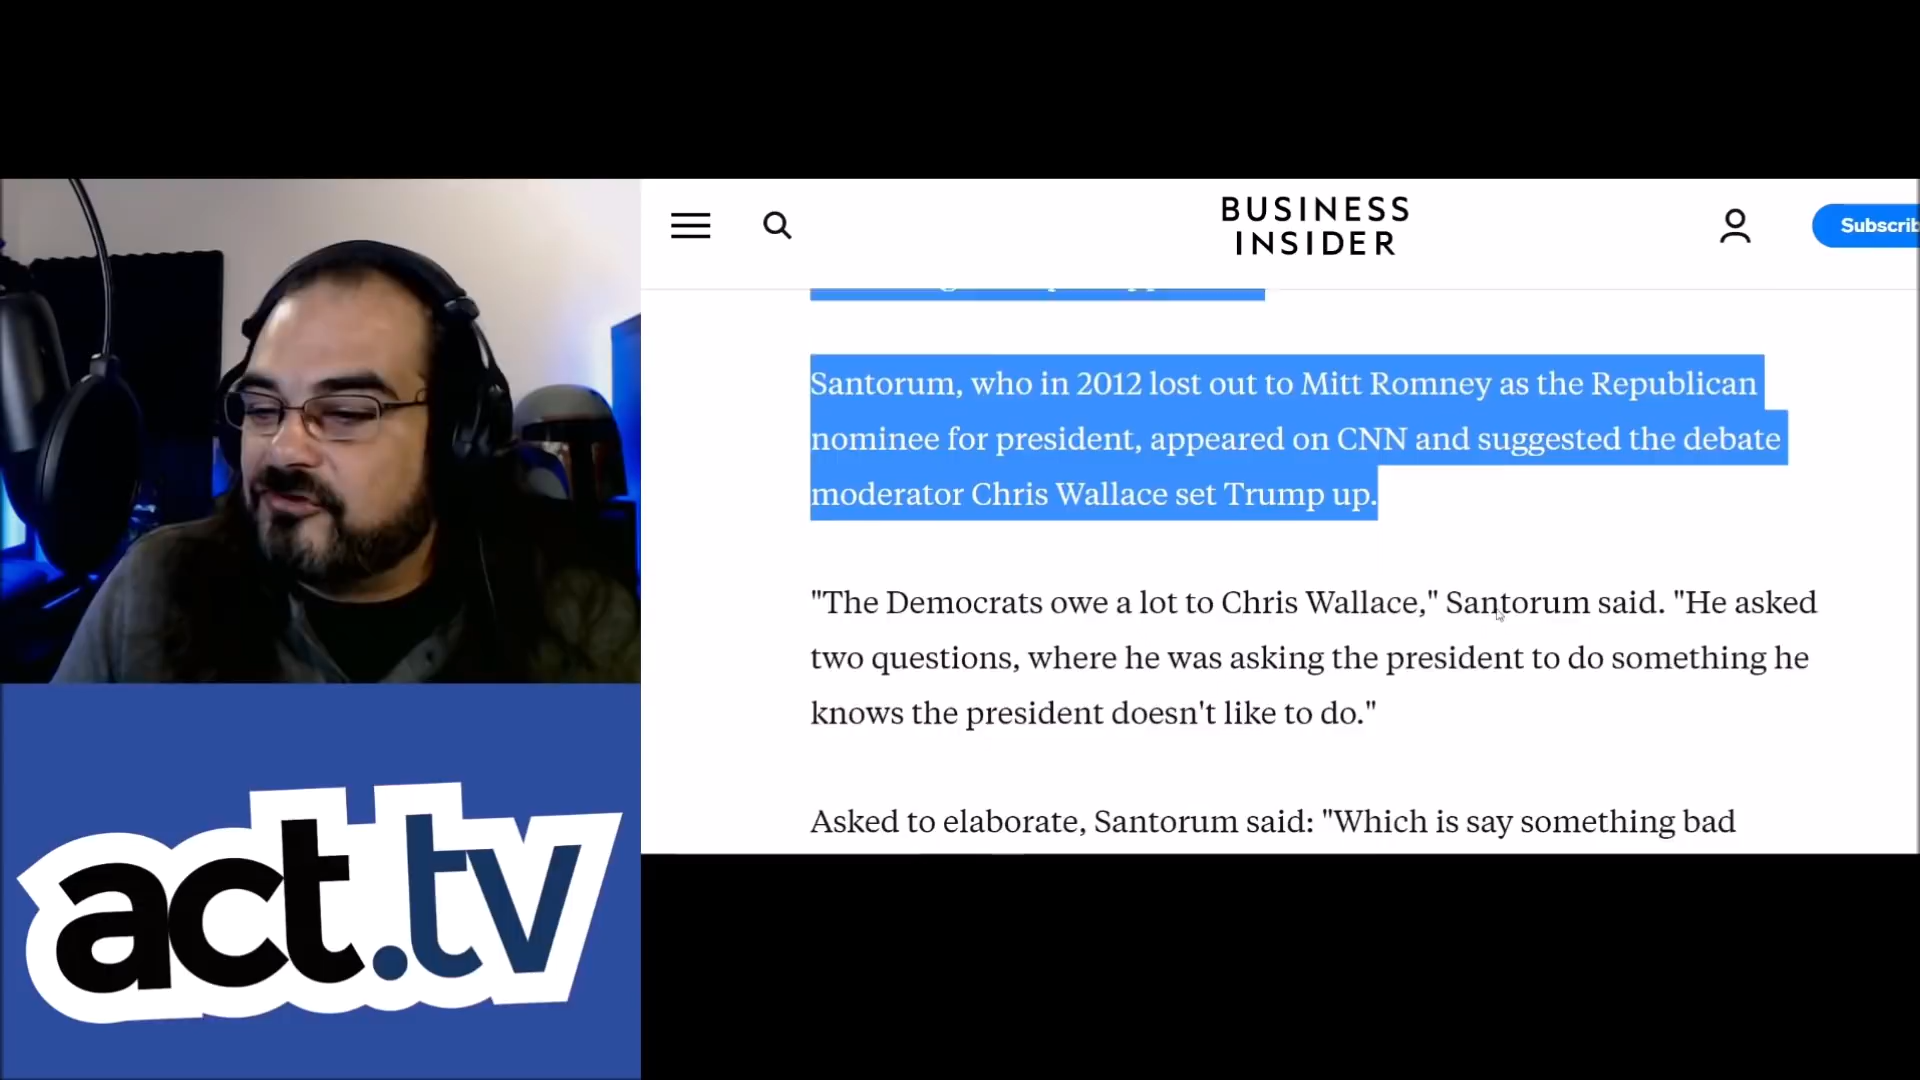 BUSINESS
INSIDER
Subscrib
Santorum, who in 2012 lost out to Mitt Romney as the Republican
nominee for president, appeared on CNN and suggested the debate
moderator Chris Wallace set Trump up.
"The Democrats owe a lot to Chris Wallace," Santorum said. "He asked
two questions, where he was asking the president to do something he
knows the president doesn't like to do."
Asked to elaborate, Santorum said: "Which is say something bad
act.tv